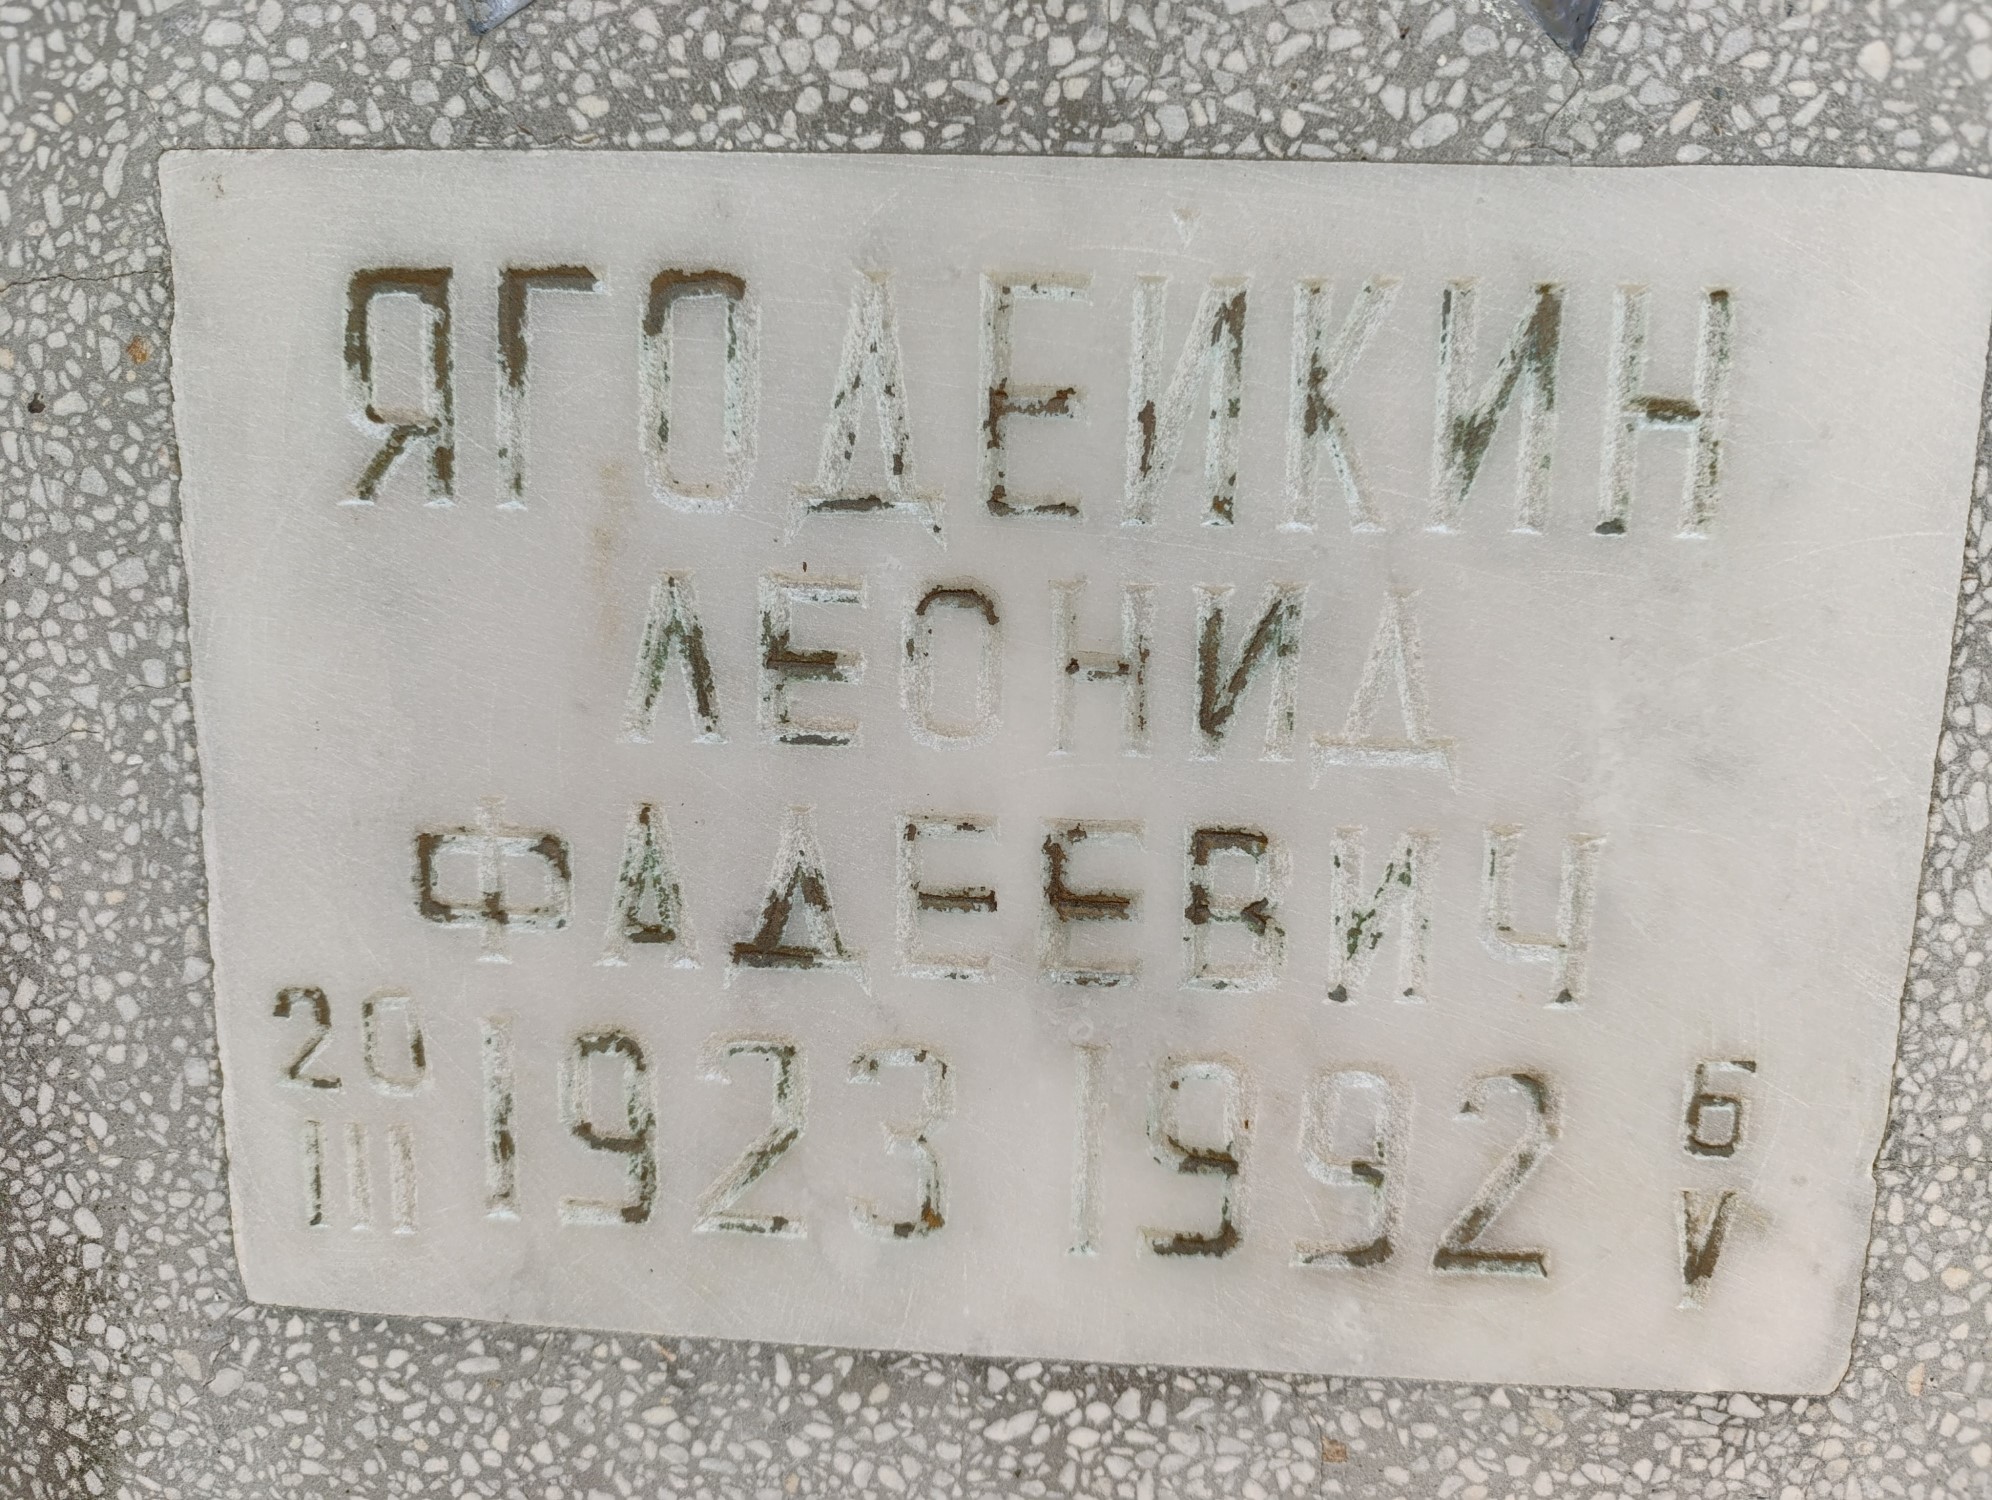 ЯГОДЕЙКИН
ЛЕОНИД
ФАДЕЕВИЧ
20 III 1923 1992 6 V